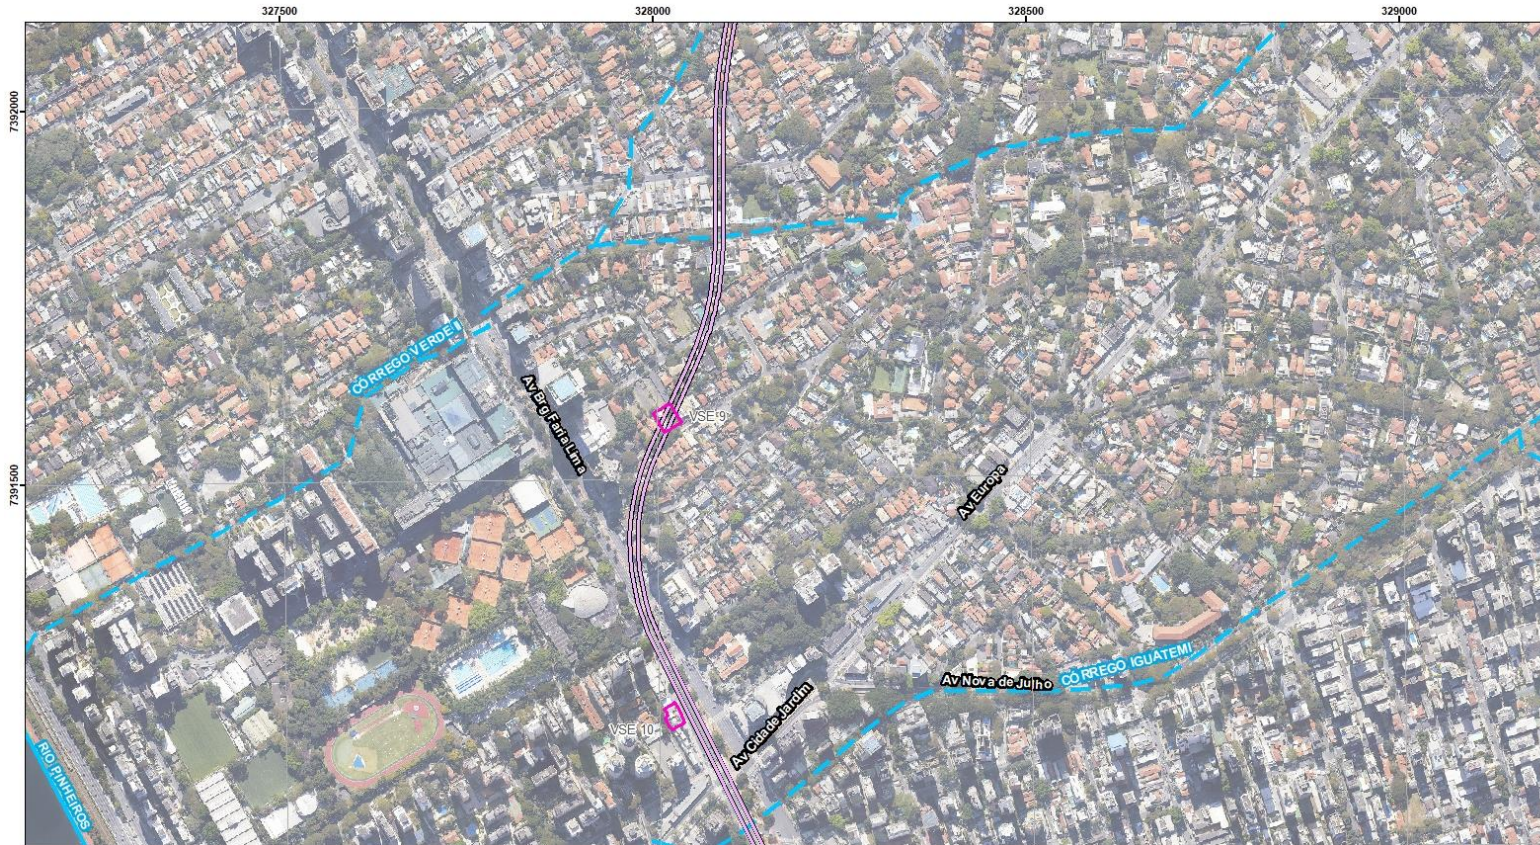 327500
328000
328500
329000
7392000
CÓRREGO VERDE I
Av Brg Faria Lima
VSE 9
7391500
Av Europa
CÓRREGO IGUATEMI
Av Nova de Julho
Av Cidade Jardim
VSE 10
RIO PINHEIROS